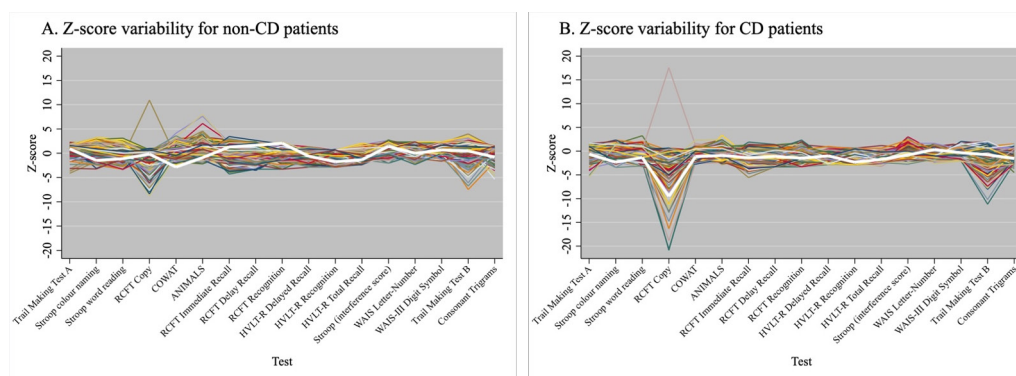 A. Z-score variability for non-CD patients
20
15
10
5
0
-5
-10
-15
-20
Z-score
Trail Making Test A
Stroop colour naming
Stroop word reading
RCFT Copy
COWAT
ANIMALS
RCFT Immediate Recall
RCFT Delay Recall
RCFT Recognition
HVLT-R Delayed Recall
HVLT-R Recognition
HVLT-R Total Recall
Stroop (interference score)
WAIS Letter-Number
WAIS-III Digit Symbol
Trail Making Test B
Consonant Trigrams
Test
B. Z-score variability for CD patients
20
15
10
5
0
-5
-10
-15
-20
Z-score
Trail Making Test A
Stroop colour naming
Stroop word reading
RCFT Copy
COWAT
ANIMALS
RCFT Immediate Recall
RCFT Delay Recall
RCFT Recognition
HVLT-R Delayed Recall
HVLT-R Recognition
HVLT-R Total Recall
Stroop (interference score)
WAIS Letter-Number
WAIS-III Digit Symbol
Trail Making Test B
Consonant Trigrams
Test